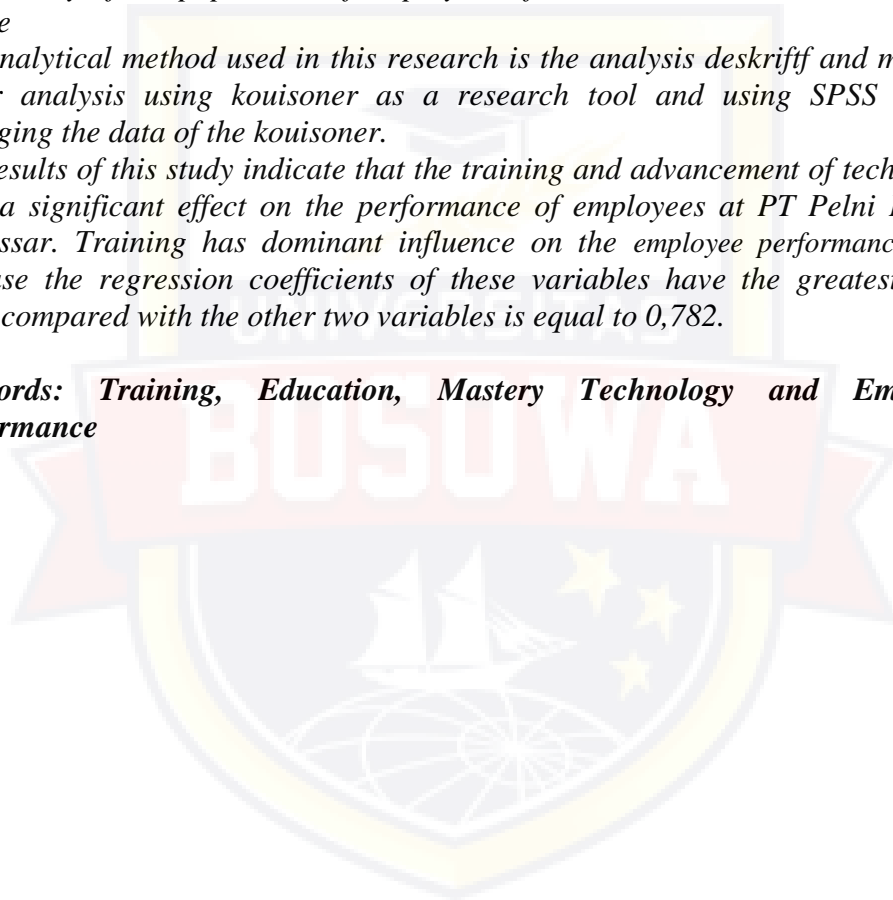 e
nalytical method used in this research is the analysis deskriftf and m
r analysis using kouisoner as a research tool and using SPSS
ging the data of the kouisoner.
esults of this study indicate that the training and advancement of tech
a significant effect on the performance of employees at PT Pelni
ssar. Training has dominant influence on the employee performanc
use the regression coefficients of these variables have the greatest
compared with the other two variables is equal to 0,782.
ords: Training, Education, Mastery Technology and Em
rmance
UNIVERSITAS
BOSOWA